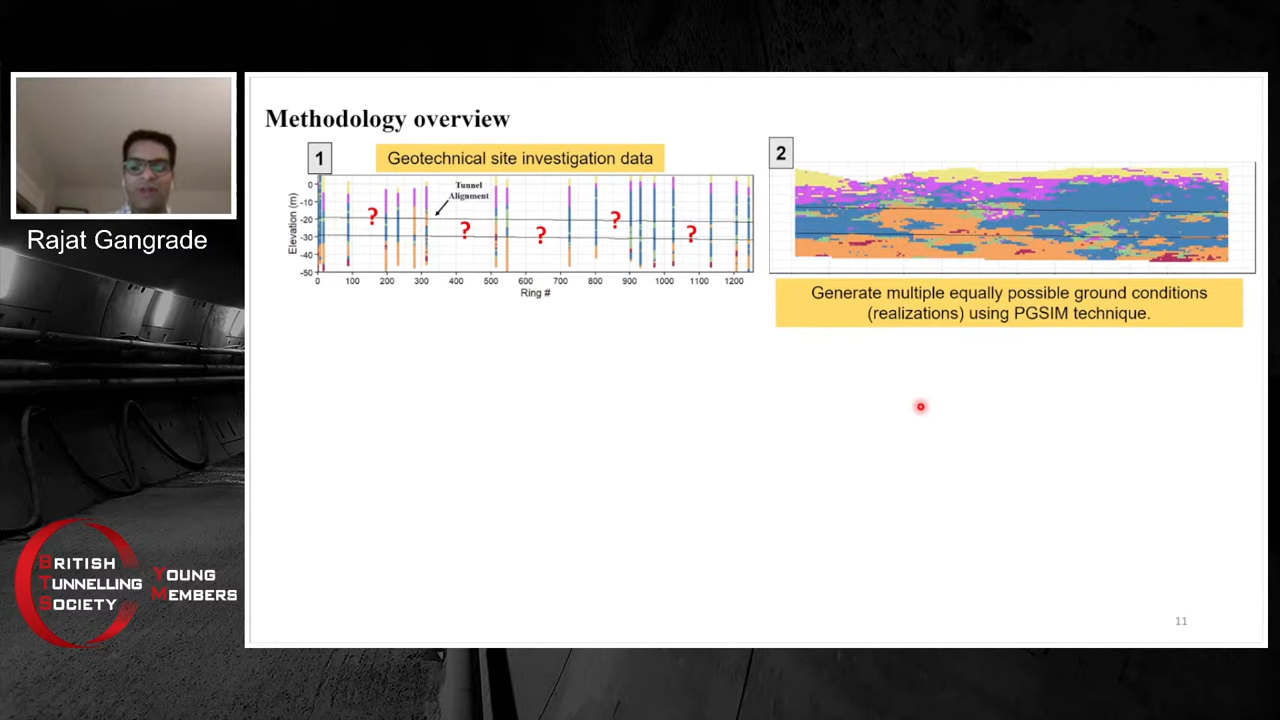 Methodology overview
1
Geotechnical site investigation data
2
Tunnel
Alignment
Elevation (m)
0
-10
-20
-30
-40
-50
? ? ? ? ?
0 100 200 300 400 500 600 700 800 900 1000 1100 1200
Ring #
Generate multiple equally possible ground conditions
(realizations) using PGSIM technique.
Rajat Gangrade
BRITISH
TUNNELLING
SOCIETY
YOUNG
MEMBERS
11